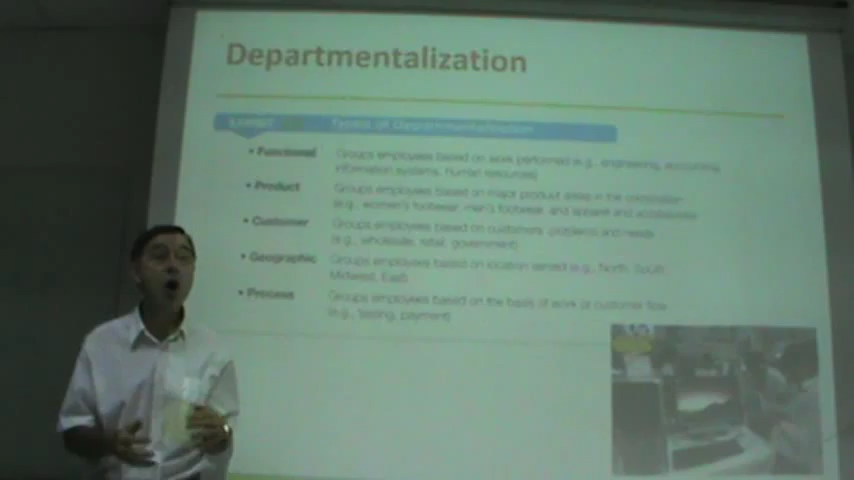 Departmentalization
Exhibit Types of Departmentalization
• Functional Groups employees based on work performed (e.g., engineering, accounting,
information systems, human resources)
• Product Groups employees based on major product areas in the corporation
(e.g., women's footwear, men's footwear, and apparel and accessories)
• Customer Groups employees based on customers' problems and needs
(e.g., wholesale, retail, government)
• Geographic Groups employees based on location served (e.g., North, South,
Midwest, East)
• Process Groups employees based on the basis of work or customer flow
(e.g., testing, payment)